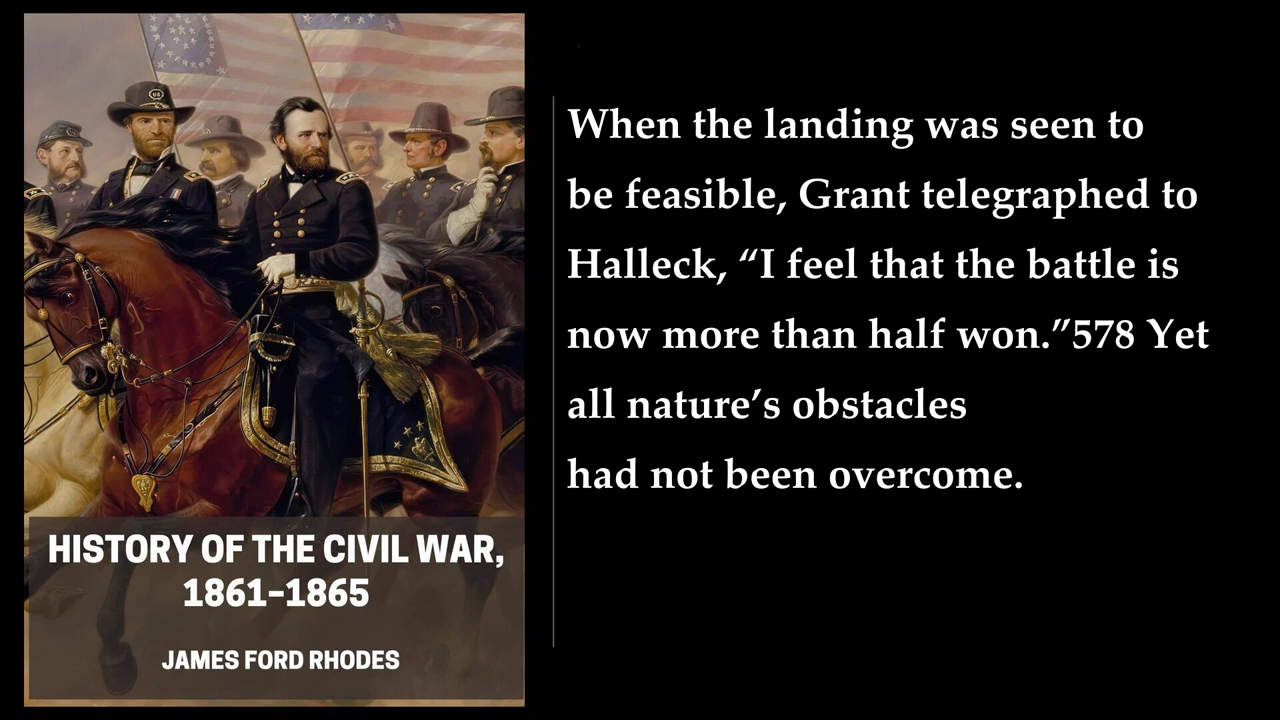 When the landing was seen to
be feasible, Grant telegraphed to
Halleck, “I feel that the battle is
now more than half won.”578 Yet
all nature’s obstacles
had not been overcome.
HISTORY OF THE CIVIL WAR,
1861–1865
JAMES FORD RHODES